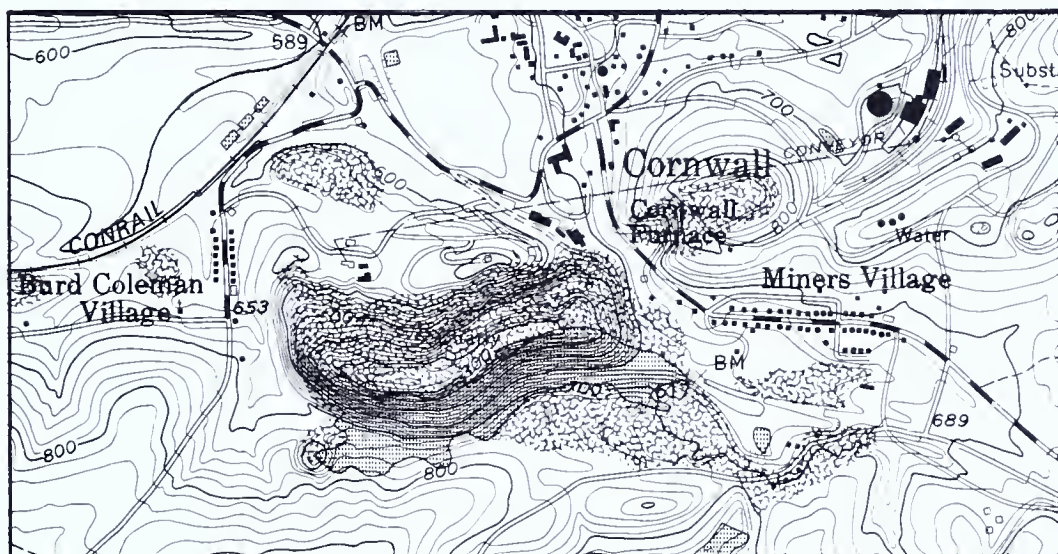 600
589
BM
800
Subst
700
CONVEYOR
Cornwall
800
Cornwall
Furnace
CONRAIL
Water
Burd Coleman
Village
653
Miners Village
BM
689
800
800